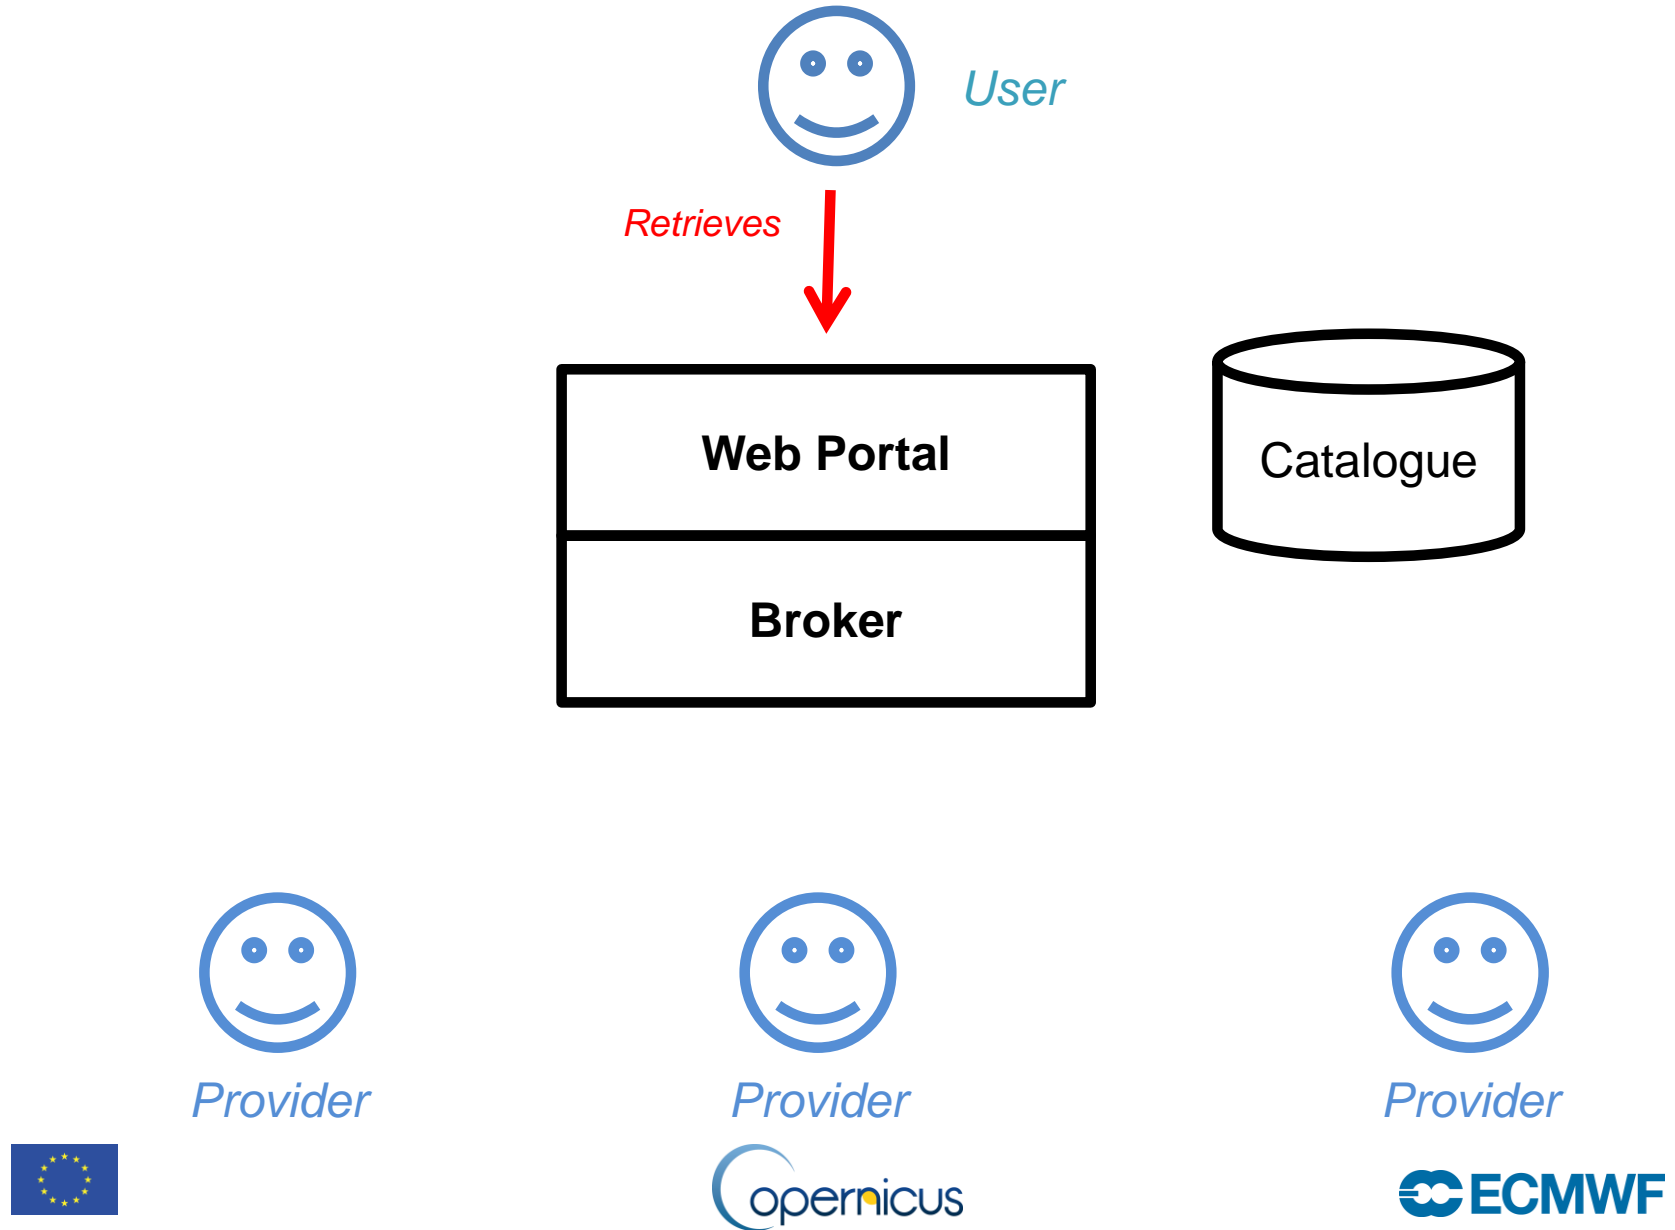 User
Retrieves
Web Portal
Catalogue
Broker
Provider
Provider
Provider
opernicus
ECMWF